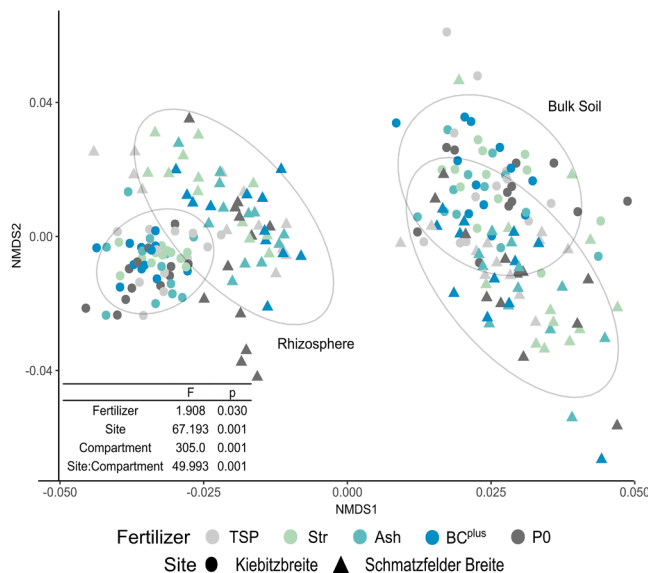 0.04
0.00
-0.04
NMDS2
Bulk Soil
Rhizosphere
F p
Fertilizer 1.908 0.030
Site 67.193 0.001
Compartment 305.0 0.001
Site:Compartment 49.993 0.001
-0.050 -0.025 0.000 0.025 0.050
NMDS1
Fertilizer TSP Str Ash BCplus P0
Site Kiebitzbreite Schmatzfelder Breite